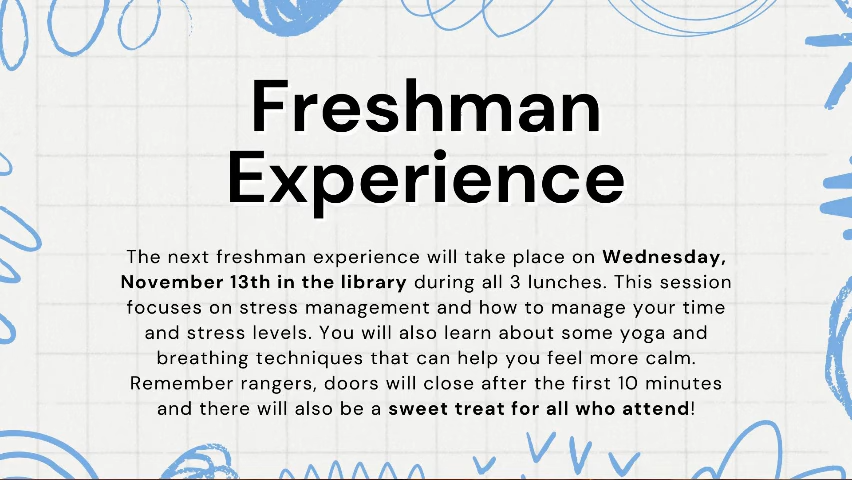 Freshman
Experience
The next freshman experience will take place on Wednesday,
November 13th in the library during all 3 lunches. This session
focuses on stress management and how to manage your time
and stress levels. You will also learn about some yoga and
breathing techniques that can help you feel more calm.
Remember rangers, doors will close after the first 10 minutes
and there will also be a sweet treat for all who attend!